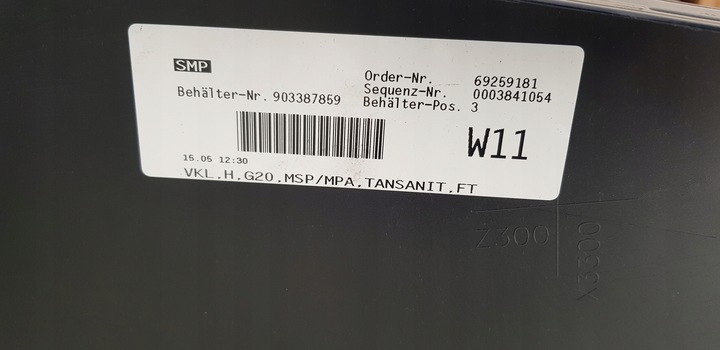 SMP
Order-Nr. 69259181
Sequenz-Nr. 0003841054
Behälter-Nr. 903387859 Behälter-Pos. 3
W11
15.05 12:30
VKL.H.G20.MSP/MPA.TANSANIT.FT
Z300
X3300